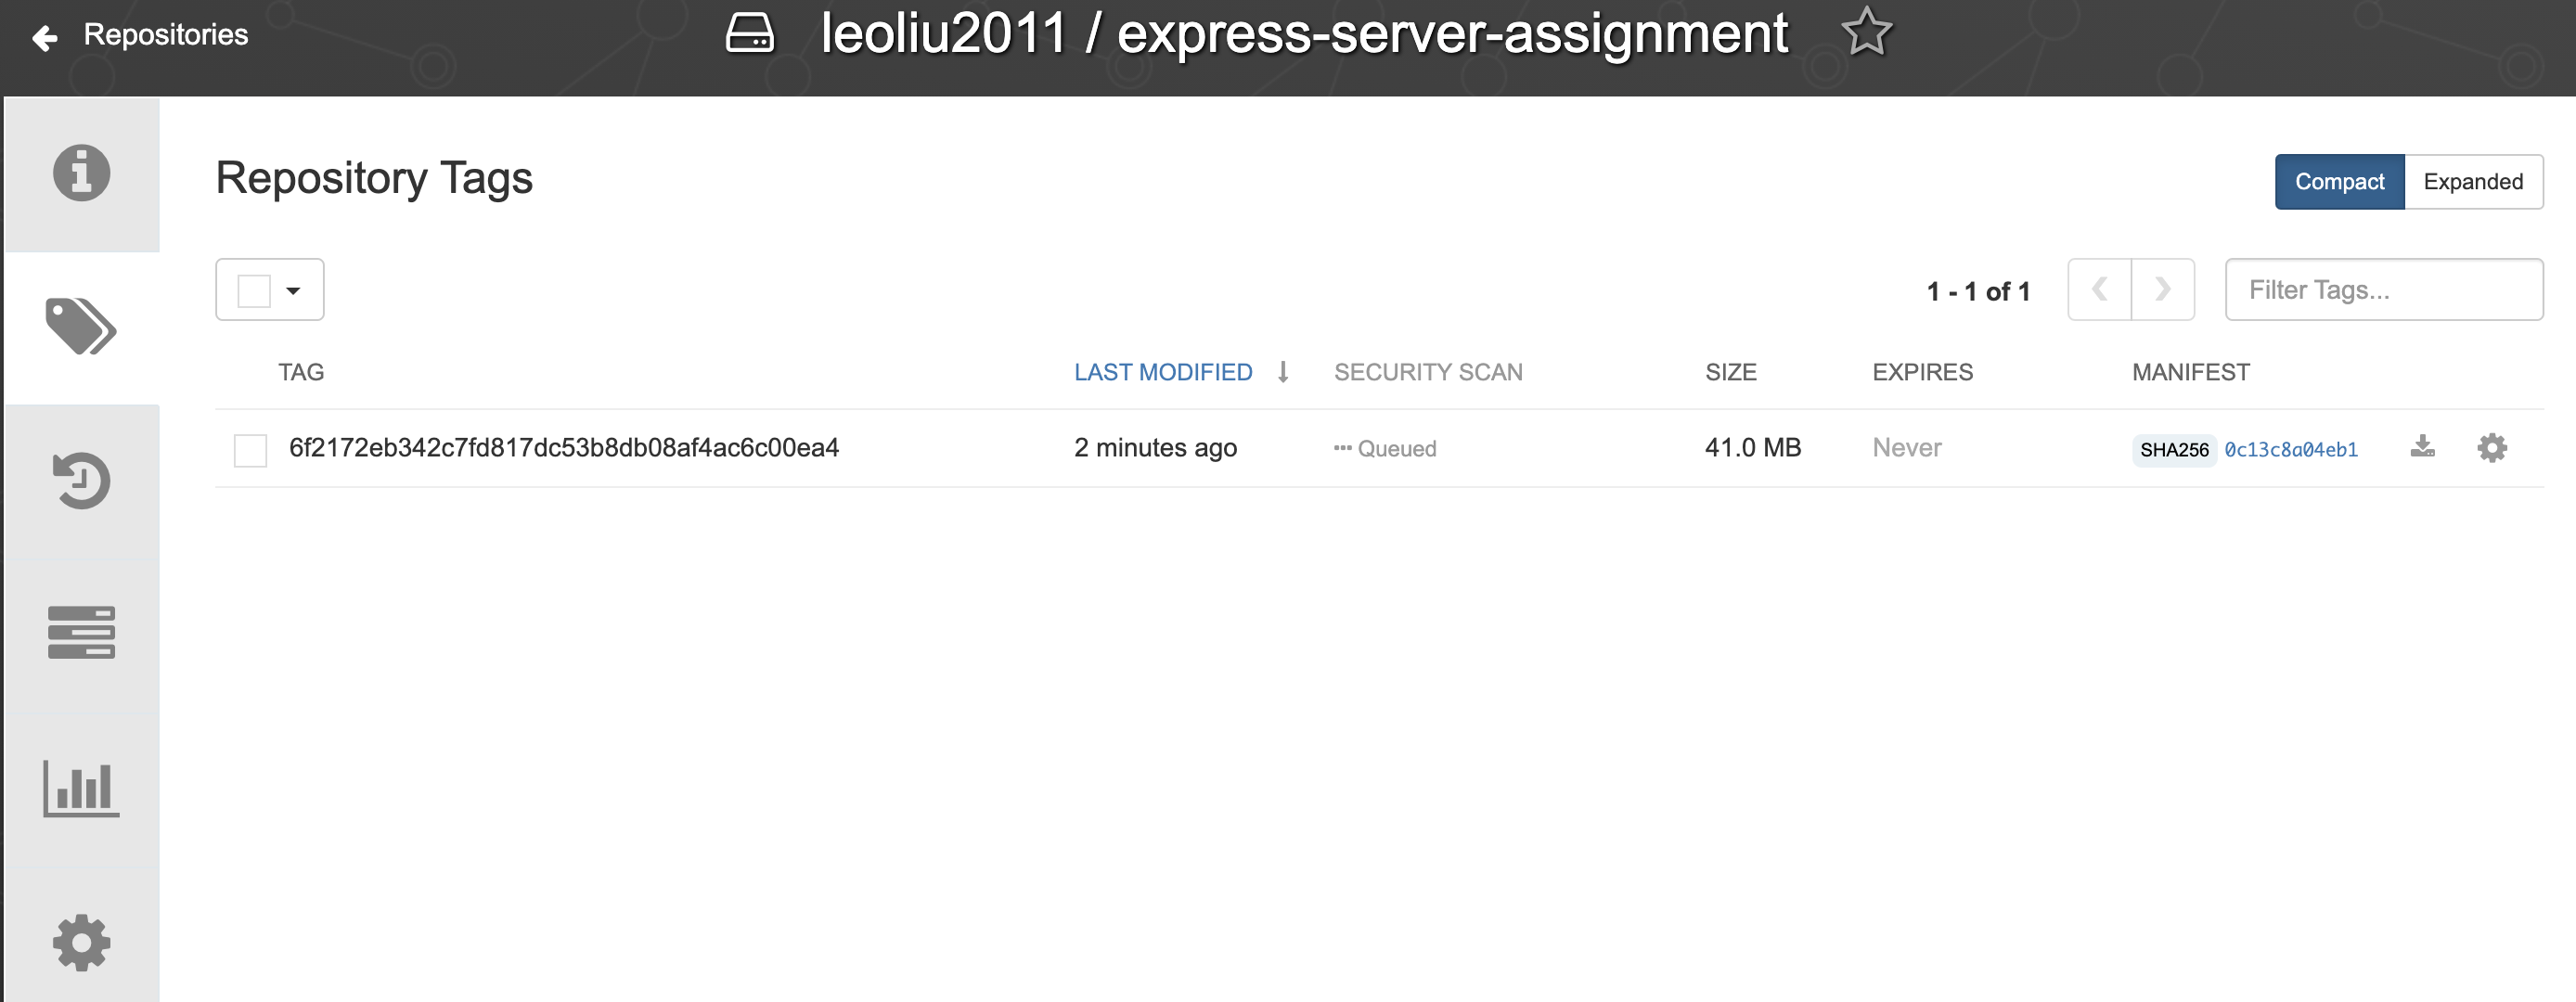 Repositories
leoliu2011 / express-server-assignment
Repository Tags
Compact Expanded
1 - 1 of 1
Filter Tags...
TAG LAST MODIFIED SECURITY SCAN SIZE EXPIRES MANIFEST
6f2172eb342c7fd817dc53b8db08af4ac6c00ea4 2 minutes ago Queued 41.0 MB Never SHA256 0c13c8a04eb1